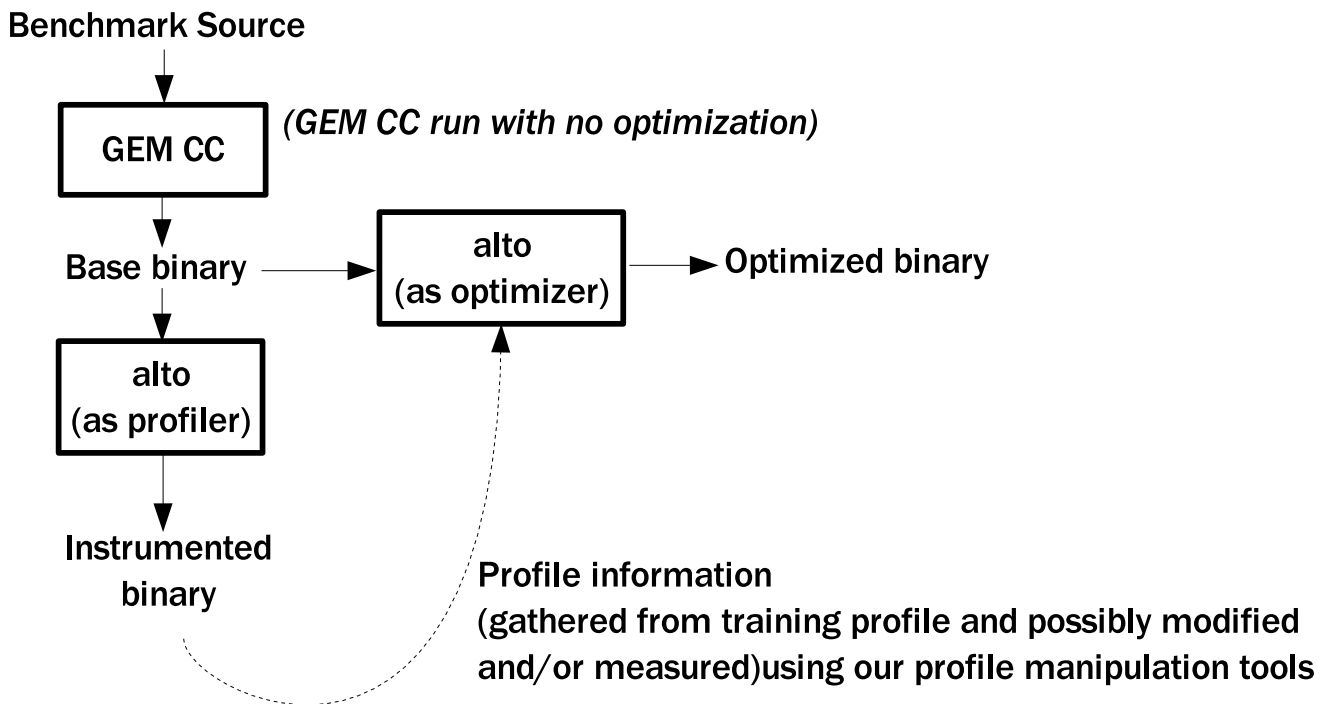 Benchmark Source
GEM CC
(GEM CC run with no optimization)
Base binary
alto
(as optimizer)
Optimized binary
alto
(as profiler)
Instrumented
binary
Profile information
(gathered from training profile and possibly modified
and/or measured)using our profile manipulation tools